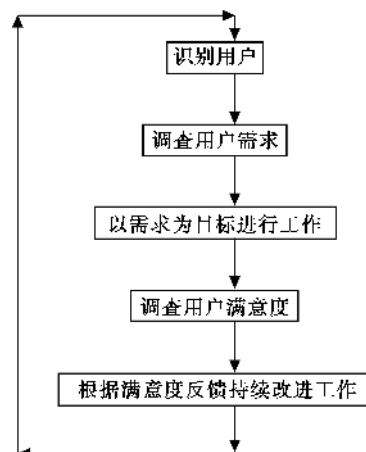 识别用户
调查用户需求
以需求为目标进行工作
调查用户满意度
根据满意度反馈持续改进工作